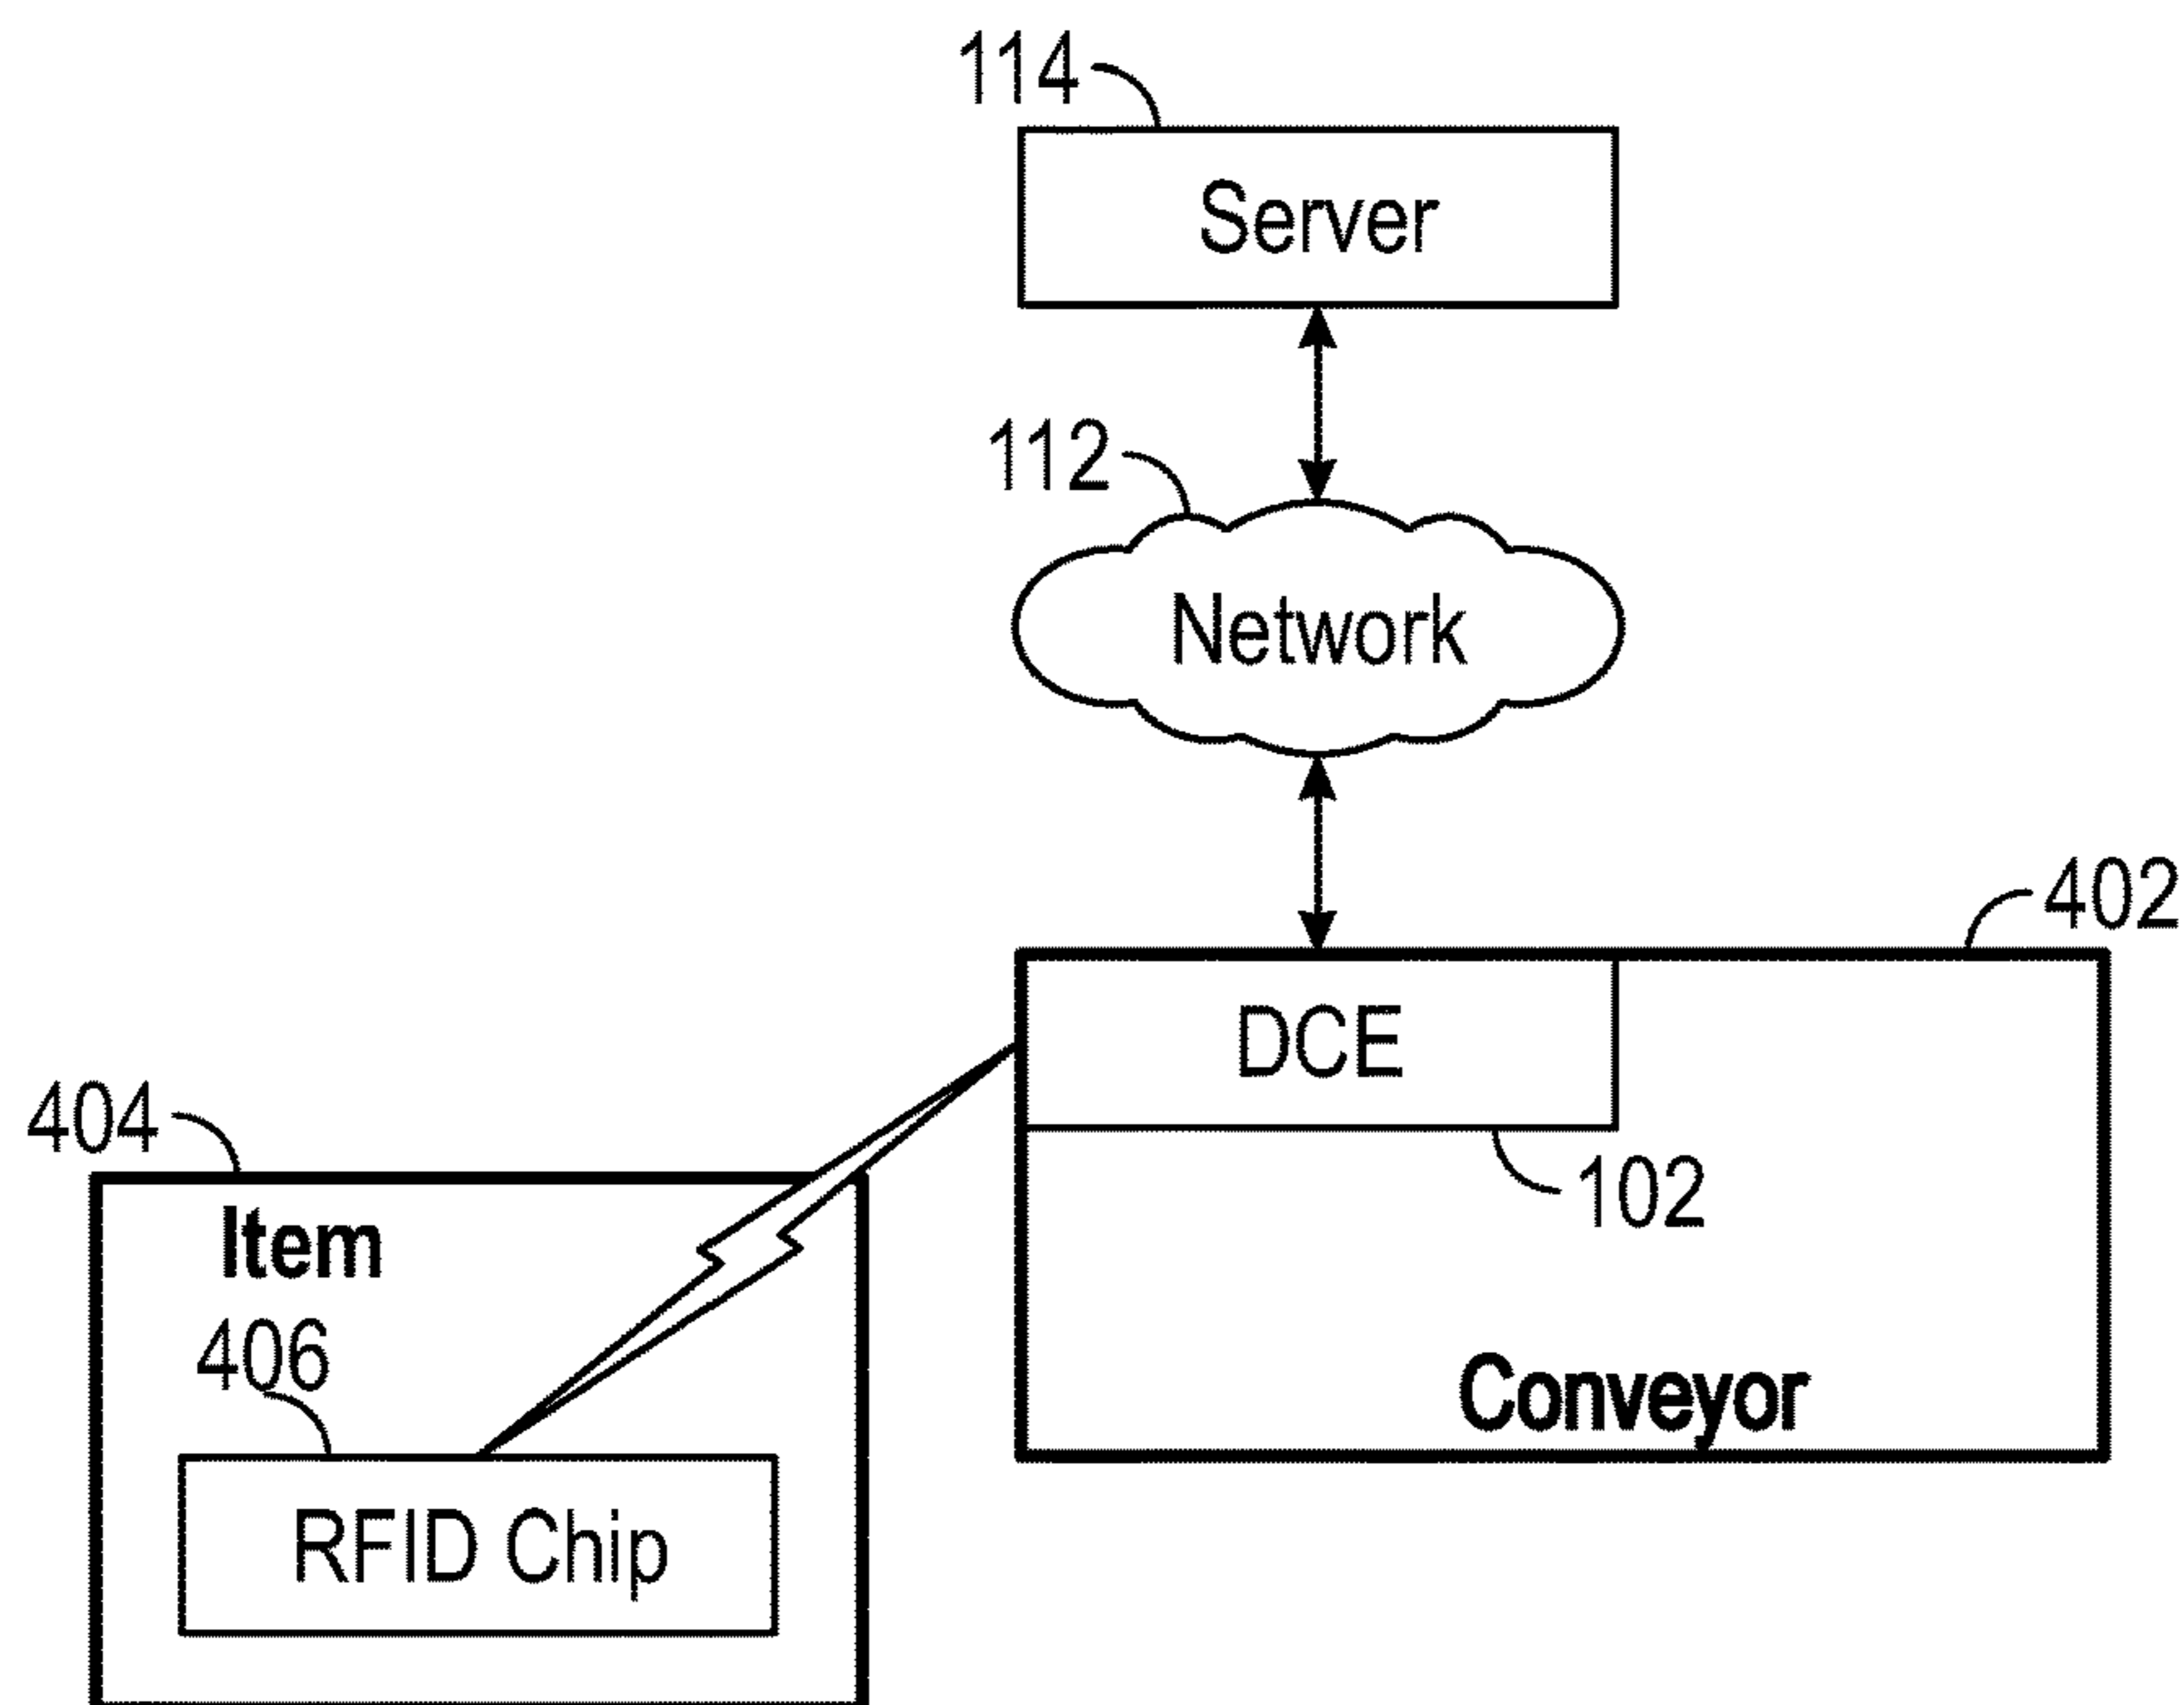 114
Server
112
Network
402
DCE
404
102
Item
406
Conveyor
RFID Chip